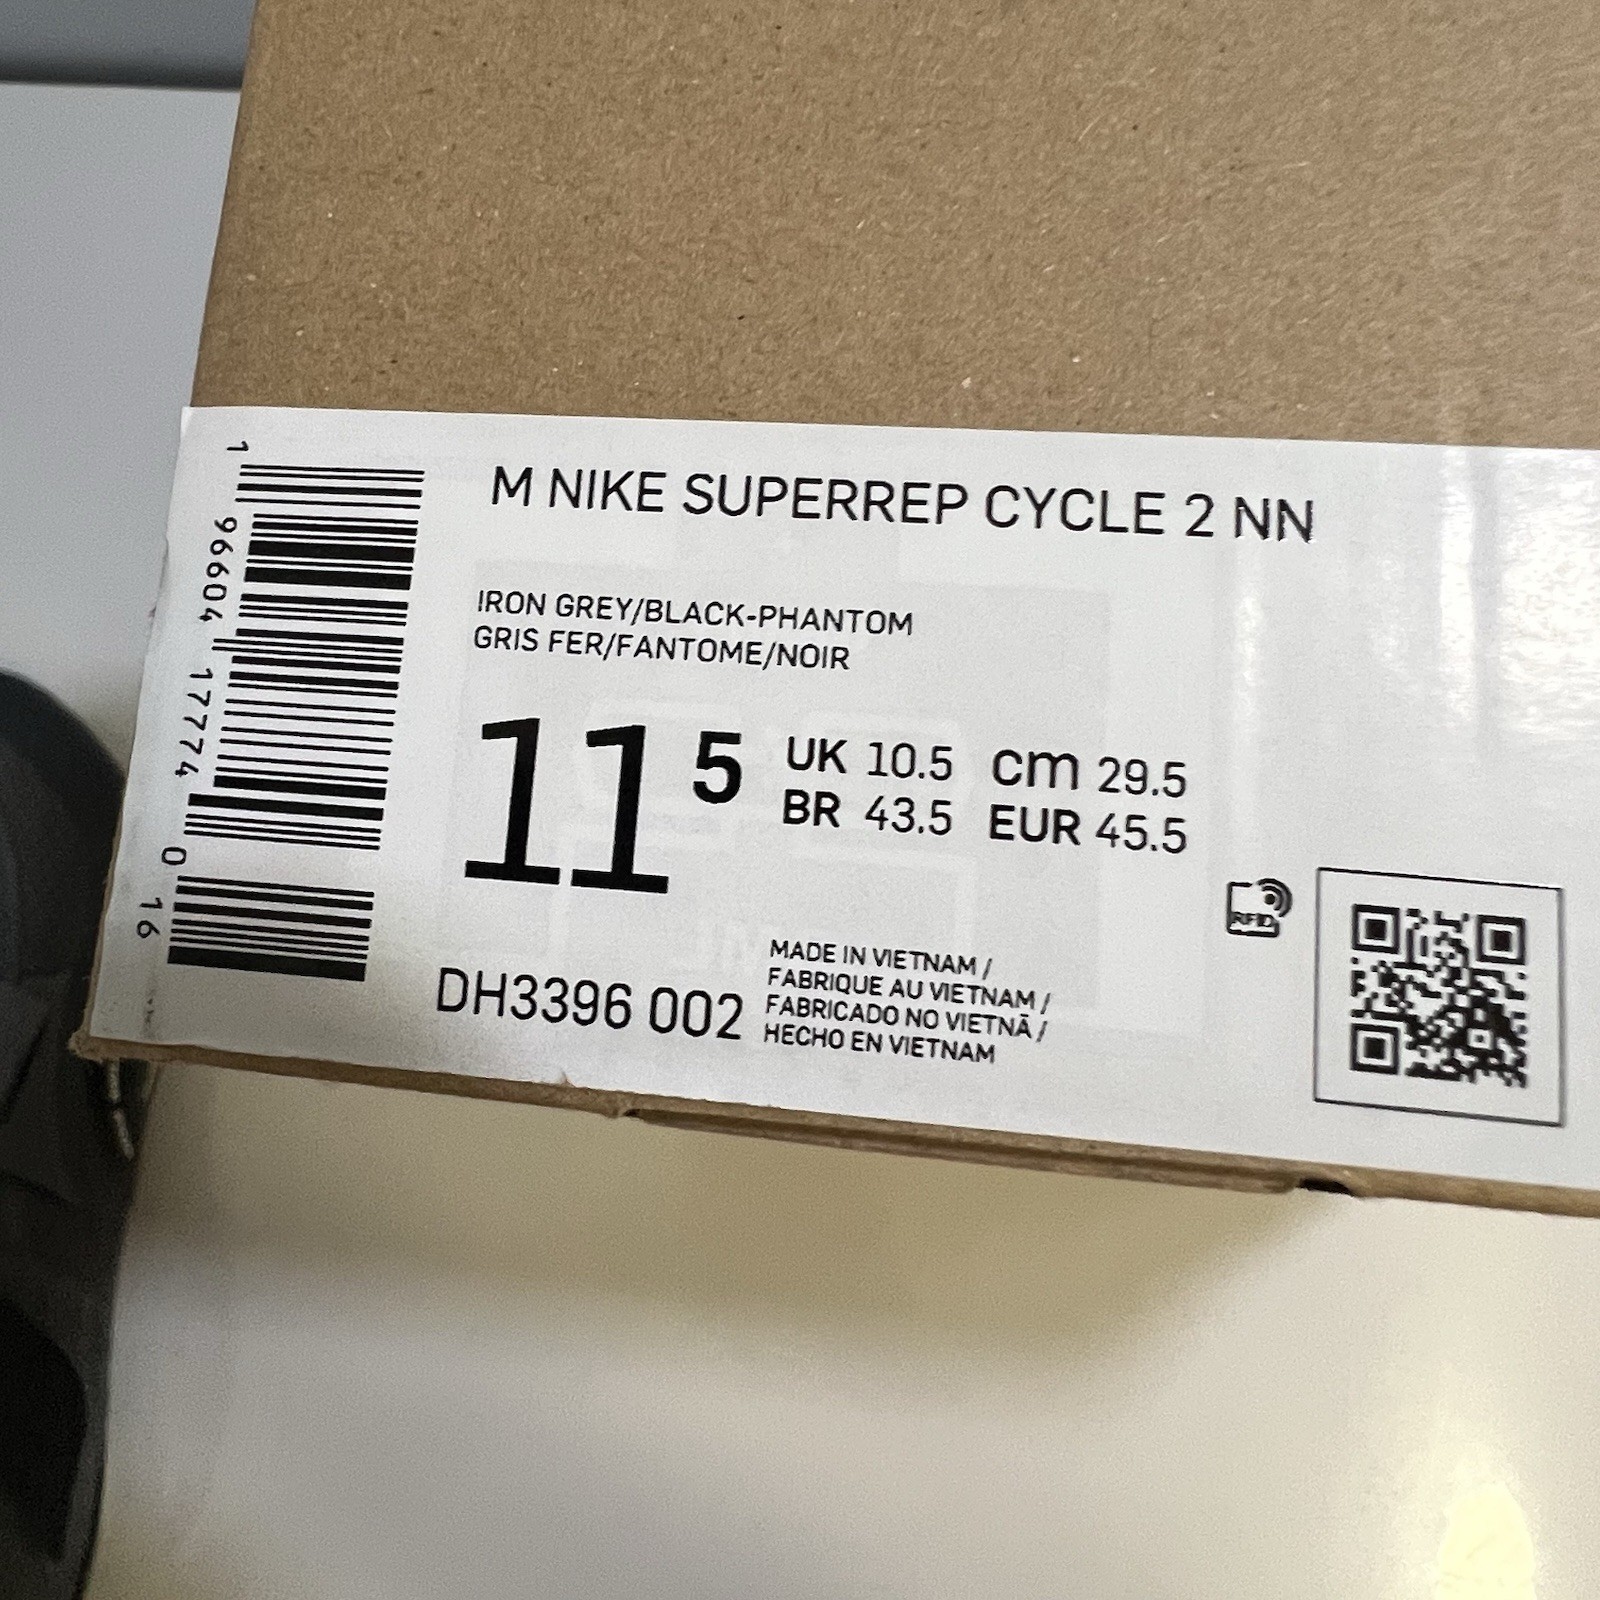 M NIKE SUPERREP CYCLE 2 NN
IRON GREY/BLACK-PHANTOM
GRIS FER/FANTOME/NOIR
11 5
UK 10.5 cm 29.5
BR 43.5 EUR 45.5
DH3396 002
MADE IN VIETNAM /
FABRIQUE AU VIETNAM /
FABRICADO NO VIETNÃ /
HECHO EN VIETNAM
RFID
1 96604 17774 0 16